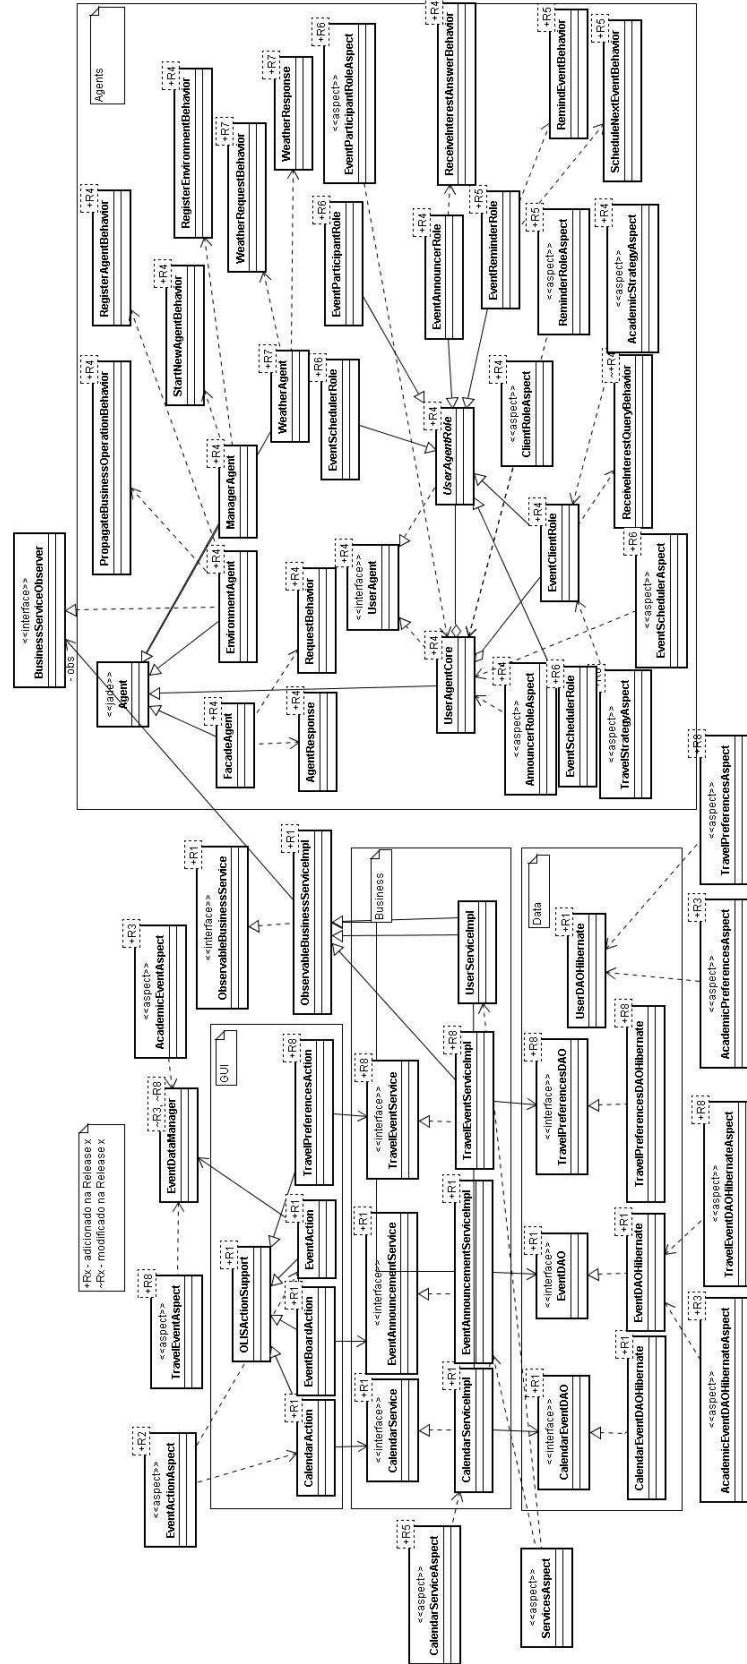 +Rx - adicionado na Release x
~Rx - modificado na Release x
<<interface>>
BusinessServiceObserver
- obs
+R2
<<aspect>>
EventActionAspect
+R8
<<aspect>>
TravelEventAspect
~R3, ~R8
EventDataManager
+R3
<<aspect>>
AcademicEventAspect
+R1
<<interface>>
ObservableBusinessService
+R1
ObservableBusinessServiceImpl
GUI
+R1
OLISActionSupport
+R1
CalendarAction
+R1
EventBoardAction
+R1
EventAction
+R8
TravelPreferencesAction
Business
+R1
<<interface>>
CalendarService
+R1
<<interface>>
EventAnnouncementService
+R8
<<interface>>
TravelEventService
+R5
<<aspect>>
CalendarServiceAspect
+R1
CalendarServiceImpl
+R1
EventAnnouncementServiceImpl
+R8
TravelEventServiceImpl
UserServiceImpl
<<aspect>>
ServicesAspect
Data
+R1
<<interface>>
CalendarEventDAO
+R1
<<interface>>
EventDAO
+R8
<<interface>>
TravelPreferencesDAO
+R1
UserDAOHibernate
+R1
CalendarEventDAOHibernate
+R1
EventDAOHibernate
+R8
TravelPreferencesDAOHibernate
+R3
<<aspect>>
AcademicEventDAOHibernateAspect
+R8
<<aspect>>
TravelEventDAOHibernateAspect
+R3
<<aspect>>
AcademicPreferencesAspect
+R8
<<aspect>>
TravelPreferencesAspect
Agents
<<jade>>
Agent
+R4
PropagateBusinessOperationBehavior
+R4
RegisterAgentBehavior
+R4
StartNewAgentBehavior
+R4
RegisterEnvironmentBehavior
+R4
FacadeAgent
+R4
EnvironmentAgent
+R4
ManagerAgent
+R7
WeatherRequestBehavior
+R4
AgentResponse
+R4
RequestBehavior
+R7
WeatherAgent
+R7
WeatherResponse
+R4
<<interface>>
UserAgent
+R6
EventSchedulerRole
+R6
EventParticipantRole
+R6
<<aspect>>
EventParticipantRoleAspect
+R4
UserAgentCore
+R4
UserAgentRole
+R4
EventAnnouncerRole
+R4
ReceiveInterestAnswerBehavior
+R4
<<aspect>>
AnnouncerRoleAspect
+R4
<<aspect>>
ClientRoleAspect
+R5
EventReminderRole
+R6
EventSchedulerRole
+R4
EventClientRole
+R5
<<aspect>>
ReminderRoleAspect
+R5
RemindEventBehavior
<<aspect>>
TravelStrategyAspect
~R4
ReceiveInterestQueryBehavior
+R4
<<aspect>>
AcademicStrategyAspect
+R5
ScheduleNextEventBehavior
+R6
<<aspect>>
EventSchedulerAspect